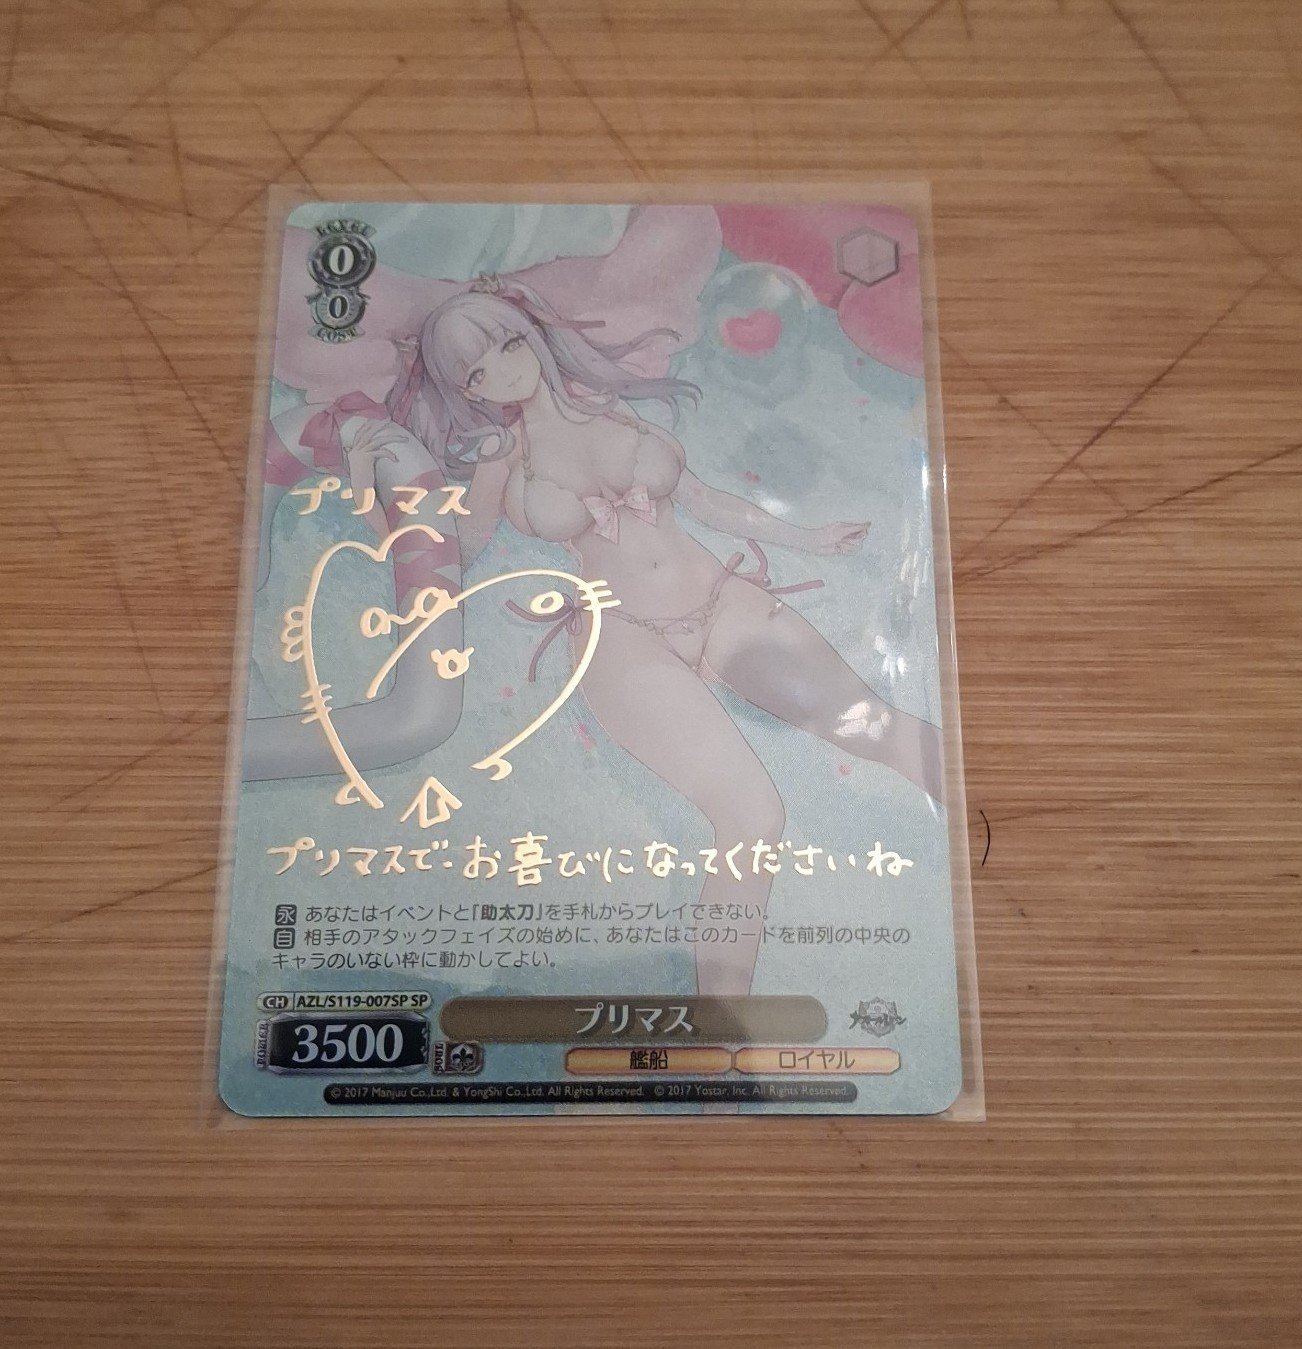 LEVEL
0
0
COST
プリマス
プリマスでお喜びになってくださいね
永 あなたはイベントと「助太刀」を手札からプレイできない。
自 相手のアタックフェイズの始めに、あなたはこのカードを前列の中央の
キャラのいない枠に動かしてよい。
CH AZL/S119-007SP SP
POWER 3500 SOUL
プリマス
艦船 ロイヤル
© 2017 Manjuu Co.,Ltd. & YongShi Co.,Ltd. All Rights Reserved. © 2017 Yostar, Inc. All Rights Reserved.